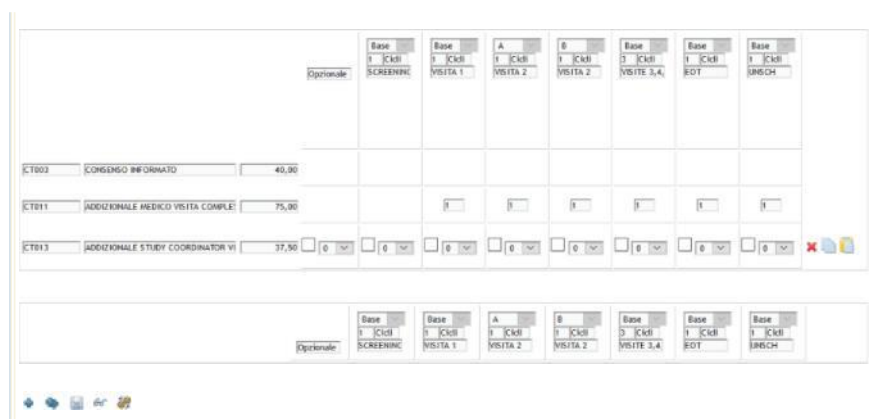 Base Base A B Base Base Base
1 Cicli 1 Cicli 1 Cicli 1 Cicli 3 Cicli 1 Cicli 1 Cicli
Opzionale SCREENINC VISITA 1 VISITA 2 VISITA 2 VISITE 3,4, EOT UNSCH
CT003 CONSENSO INFORMATO 40,00
CT011 ADDIZIONALE MEDICO VISITA COMPLE: 75,00 1 1 1 1 1 1
CT013 ADDIZIONALE STUDY COORDINATOR VI 37,50 0 0 0 0 0 0 0 0
Base Base A B Base Base Base
1 Cicli 1 Cicli 1 Cicli 1 Cicli 3 Cicli 1 Cicli 1 Cicli
Opzionale SCREENINC VISITA 1 VISITA 2 VISITA 2 VISITE 3,4, EOT UNSCH